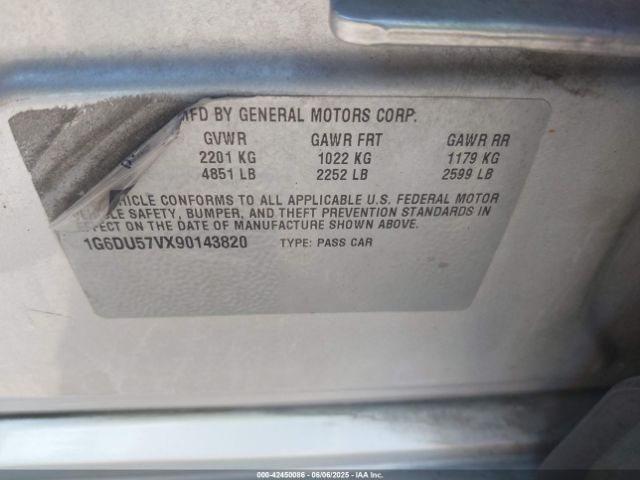 MFD BY GENERAL MOTORS CORP.
GVWR GAWR FRT GAWR RR
2201 KG 1022 KG 1179 KG
4851 LB 2252 LB 2599 LB
VEHICLE CONFORMS TO ALL APPLICABLE U.S. FEDERAL MOTOR
VEHICLE SAFETY, BUMPER, AND THEFT PREVENTION STANDARDS IN
EFFECT ON THE DATE OF MANUFACTURE SHOWN ABOVE.
1G6DU57VX90143820 TYPE: PASS CAR
000-42450086 - 06/06/2025 - IAAI.COM